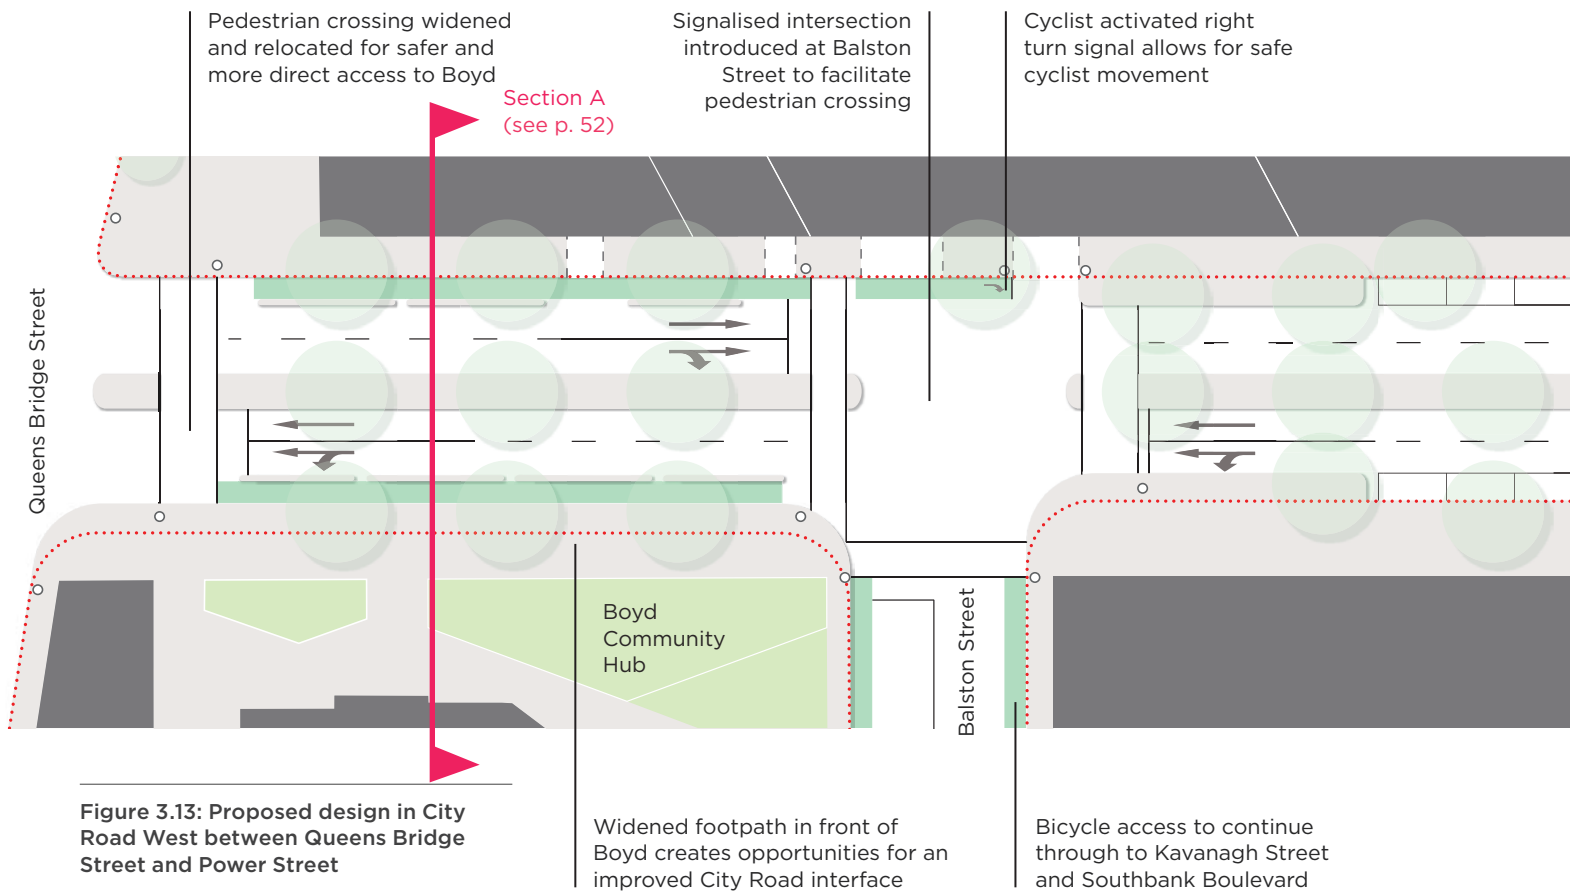 Pedestrian crossing widened
and relocated for safer and
more direct access to Boyd
Section A
(see p. 52)
Signalised intersection
introduced at Balston
Street to facilitate
pedestrian crossing
Cyclist activated right
turn signal allows for safe
cyclist movement
Queens Bridge Street
Boyd
Community
Hub
Balston Street
Figure 3.13: Proposed design in City
Road West between Queens Bridge
Street and Power Street
Widened footpath in front of
Boyd creates opportunities for an
improved City Road interface
Bicycle access to continue
through to Kavanagh Street
and Southbank Boulevard